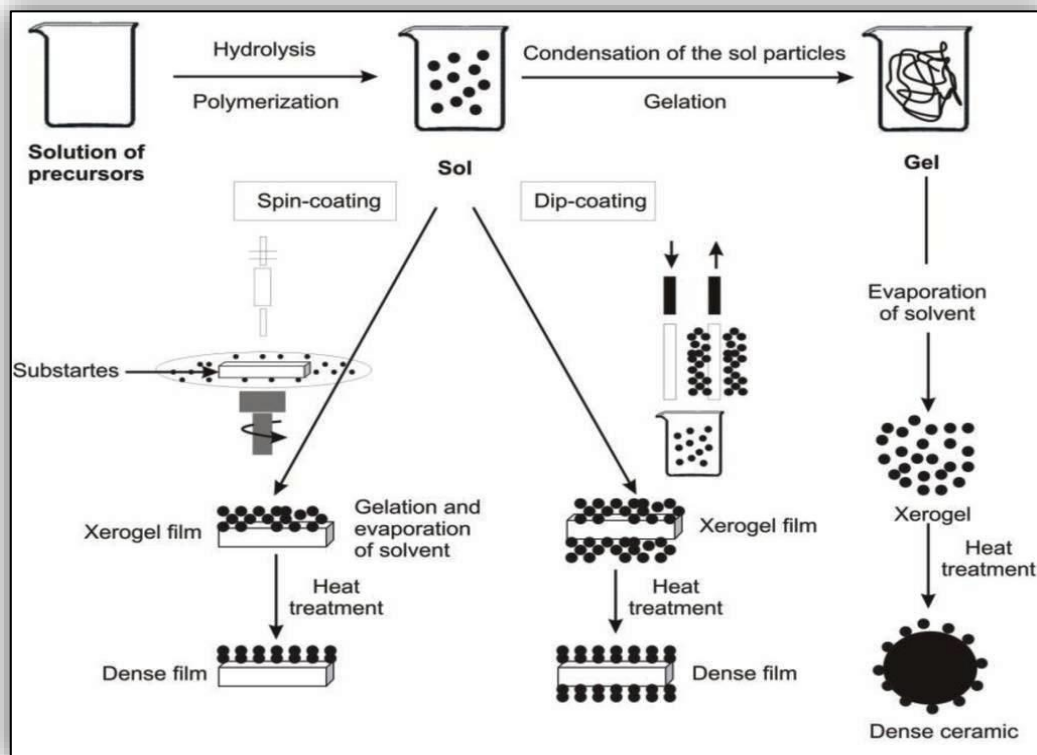 Hydrolysis
Polymerization
Condensation of the sol particles
Gelation
Solution of
precursors
Sol
Gel
Spin-coating
Dip-coating
Evaporation
of solvent
Substartes
Xerogel film
Gelation and
evaporation
of solvent
Xerogel film
Xerogel
Heat
treatment
Heat
treatment
Heat
treatment
Dense film
Dense film
Dense ceramic